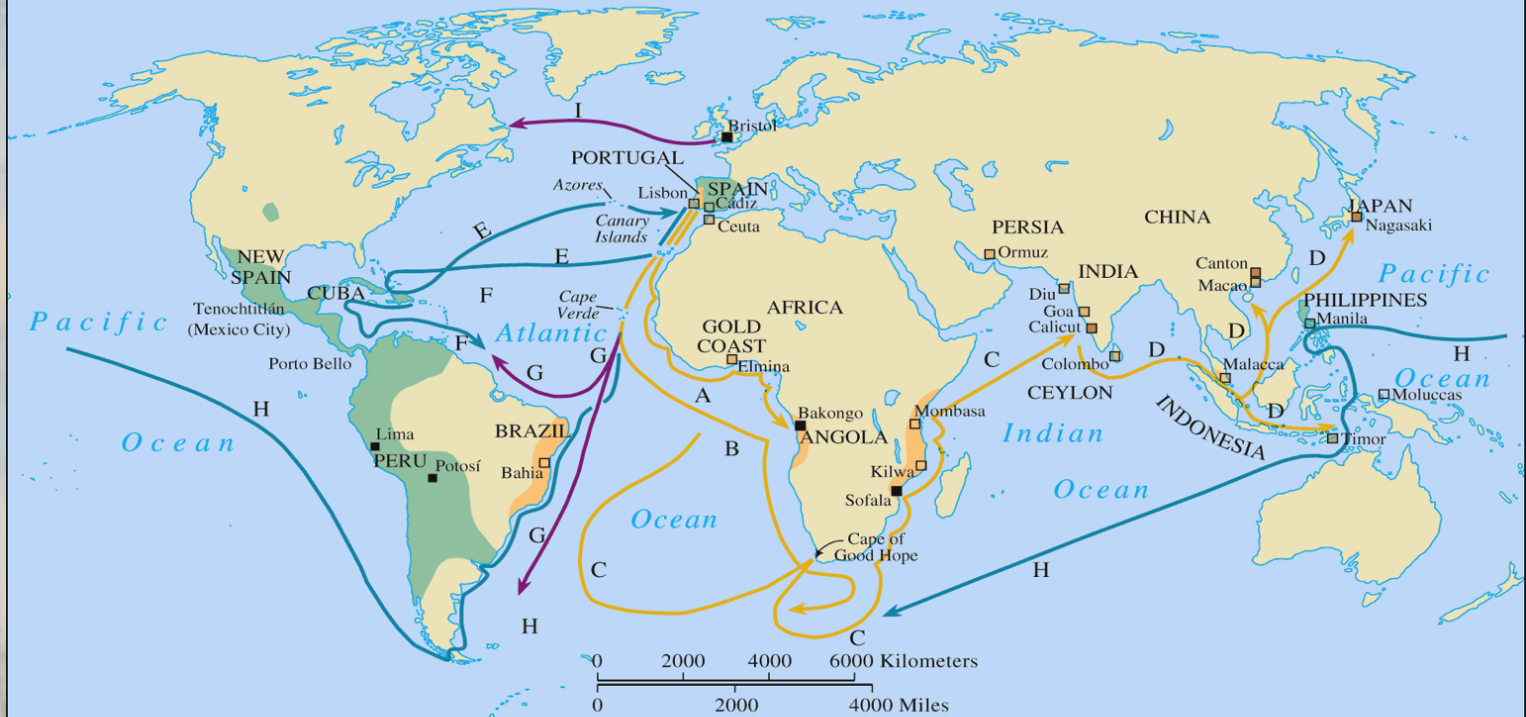 I
Bristol
PORTUGAL
Azores
Lisbon
SPAIN
Cádiz
Ceuta
Canary
Islands
E
E
NEW
SPAIN
CUBA
F
Tenochtitlán
(Mexico City)
Porto Bello
F
Cape
Verde
Pacific
Ocean
Atlantic
Ocean
G
G
H
Lima
PERU
Potosí
BRAZIL
Bahia
G
H
AFRICA
GOLD
COAST
Elmina
A
B
Bakongo
ANGOLA
Mombasa
Kilwa
Sofala
Cape of
Good Hope
C
C
C
PERSIA
Ormuz
INDIA
Diu
Goa
Calicut
Colombo
CEYLON
CHINA
Canton
Macao
JAPAN
Nagasaki
D
D
D
D
PHILIPPINES
Manila
Malacca
INDONESIA
Moluccas
Timor
Pacific
Ocean
H
Indian
Ocean
H
0 2000 4000 6000 Kilometers
0 2000 4000 Miles